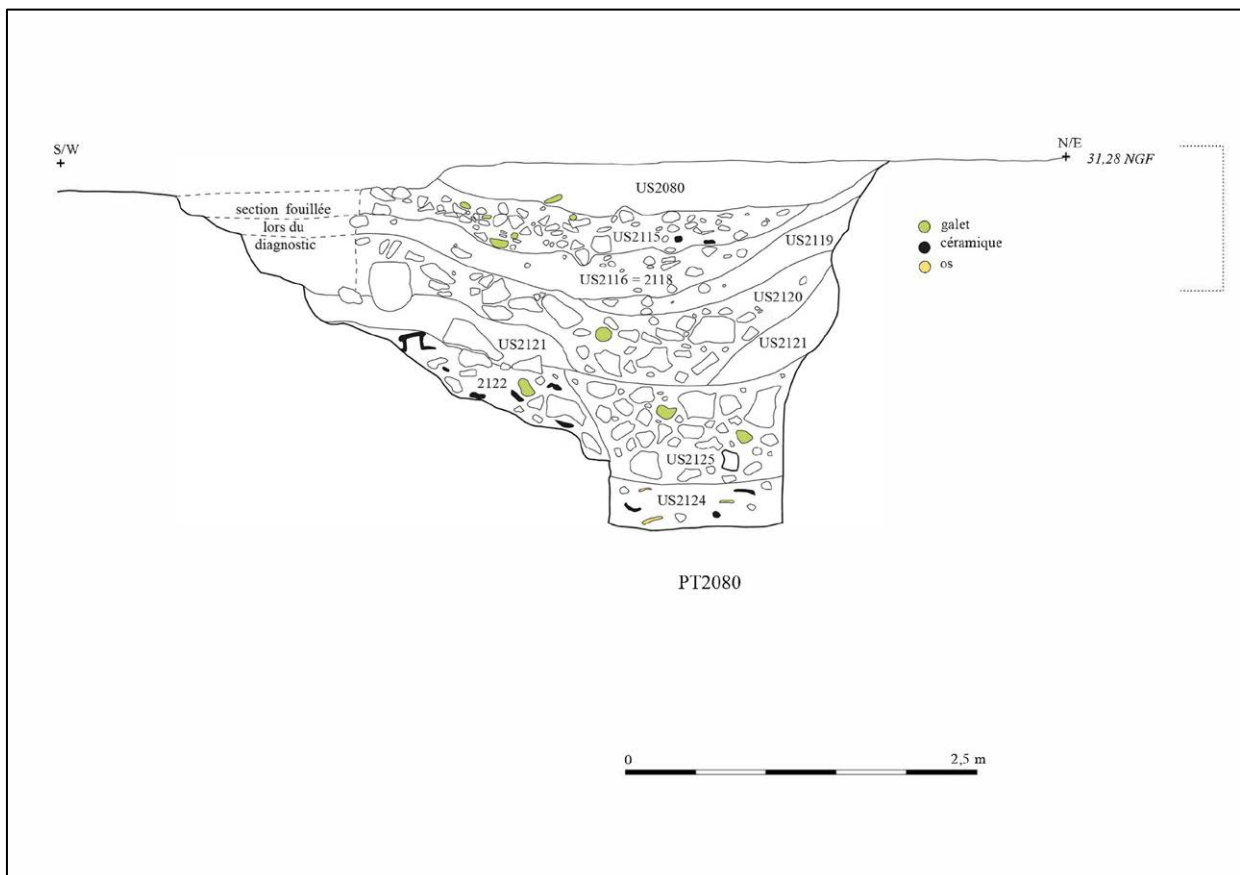 S/W
N/E
31,28 NGF
US2080
section fouillée
lors du
diagnostic
US2115
US2119
galet
céramique
os
US2116 = 2118
US2120
US2121
US2121
2122
US2125
US2124
PT2080
0
2,5 m